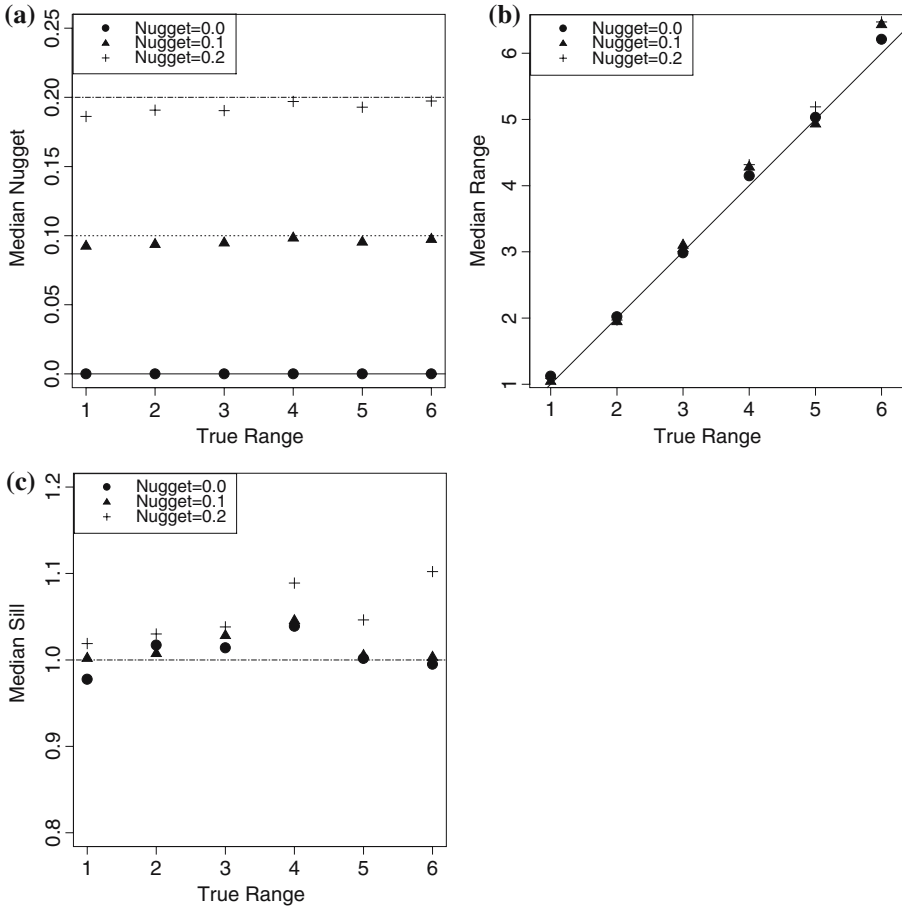 (a)
Nugget=0.0
Nugget=0.1
Nugget=0.2
Median Nugget
0.25
0.20
0.15
0.10
0.05
0.0
1 2 3 4 5 6
True Range
(b)
Nugget=0.0
Nugget=0.1
Nugget=0.2
Median Range
6
5
4
3
2
1
1 2 3 4 5 6
True Range
(c)
Nugget=0.0
Nugget=0.1
Nugget=0.2
Median Sill
1.2
1.1
1.0
0.9
0.8
1 2 3 4 5 6
True Range